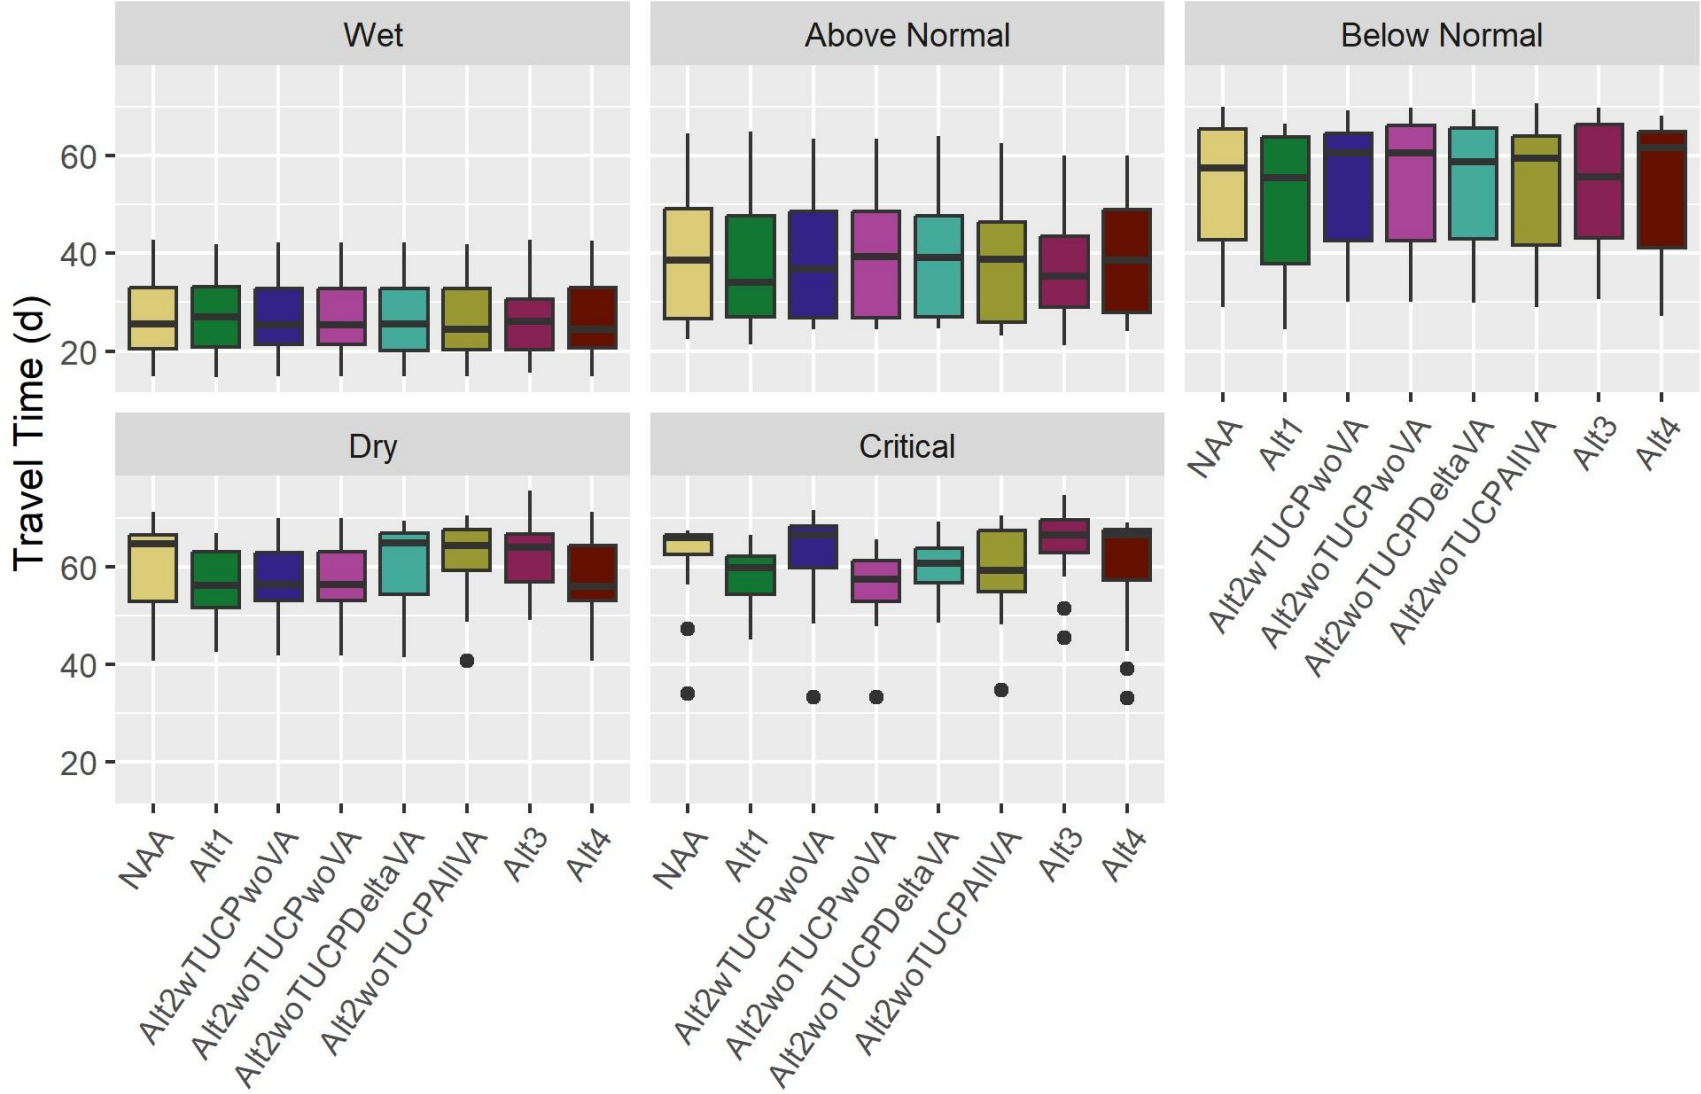 Travel Time (d)
Wet
Above Normal
Below Normal
60
40
20
NAA
Alt1
Alt2wTUCPwoVA
Alt2woTUCPwoVA
Alt2woTUCPDeltaVA
Alt2woTUCPAllVA
Alt3
Alt4
Dry
Critical
60
40
20
NAA
Alt1
Alt2wTUCPwoVA
Alt2woTUCPwoVA
Alt2woTUCPDeltaVA
Alt2woTUCPAllVA
Alt3
Alt4
NAA
Alt1
Alt2wTUCPwoVA
Alt2woTUCPwoVA
Alt2woTUCPDeltaVA
Alt2woTUCPAllVA
Alt3
Alt4